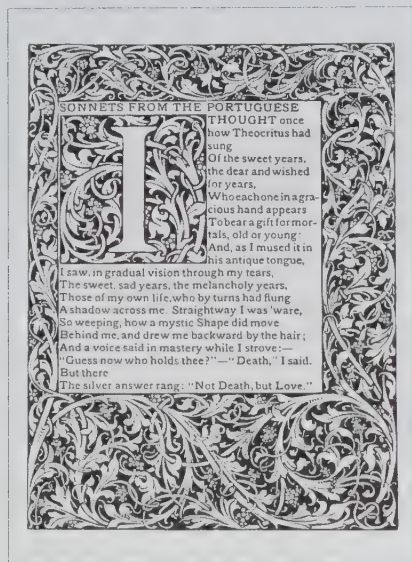 SONNETS FROM THE PORTUGUESE
I THOUGHT once
how Theocritus had
sung
Of the sweet years,
the dear and wished
for years,
Who each one in a gra-
cious hand appears
To bear a gift for mor-
tals, old or young:
And, as I mused it in
his antique tongue,
I saw, in gradual vision through my tears,
The sweet, sad years, the melancholy years,
Those of my own life, who by turns had flung
A shadow across me. Straightway I was 'ware,
So weeping, how a mystic Shape did move
Behind me, and drew me backward by the hair;
And a voice said in mastery while I strove:—
"Guess now who holds thee?"—"Death," I said.
But there
The silver answer rang: "Not Death, but Love."